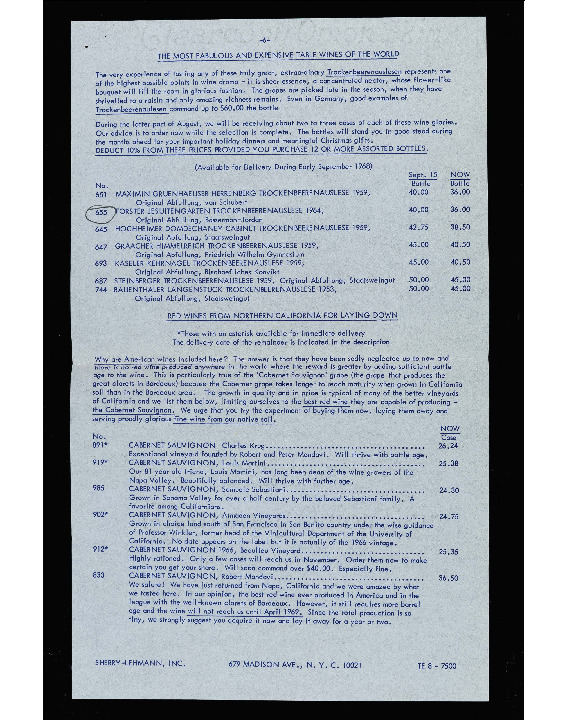 -6-
THE MOST FABULOUS AND EXPENSIVE TABLE WINES OF THE WORLD
The very experience of tasting any of these truly great, extraordinary Trockenbeerenauslesen represents one
of the highest possible points in wine drama - it is sheer essence, a concentrated nectar, whose flower-like
bouquet will fill the room in glorious fashion. The grapes are picked late in the season, when they have
shrivelled to a raisin and only amazing richness remains. Even in Germany, good examples of
Trockenbeerenauslesen command up to $60.00 the bottle.
During the latter part of August, we will be receiving about two to three cases of each of these wine glories.
Our advice is to order now while the selection is complete. The bottles will stand you in good stead during
the months ahead for your important holiday dinners and meaningful Christmas gifts.
DEDUCT 10% FROM THESE PRICES PROVIDED YOU PURCHASE 12 OR MORE ASSORTED BOTTLES.
(Available for Delivery During Early September 1968)
Sept. 15 NOW
No. Bottle Bottle
651 MAXIMIN GRUENHAEUSER HERRENBERG TROCKENBEERENAUSLESE 1959, 40.00 36.00
Original Abfullung, von Schubert
655 FORSTER JESUITENGARTEN TROCKENBEERENAUSLESE 1964, 40.00 36.00
Original Abfullung, Basserman-Jordan
645 HOCHHEIMER DOMDECHANEY CABINET TROCKENBEERENAUSLESE 1959, 42.75 38.50
Original Abfullung, Staatsweingut
647 GRAACHER HIMMELREICH TROCKENBEERENAUSLESE 1959, 45.00 40.50
Original Abfullung, Friedrich Wilhelm Gymnasium
693 KASELER KEHRNAGEL TROCKENBEERENAUSLESE 1959, 45.00 40.50
Original Abfullung, Bischoef Iches Konvikt
687 STEINBERGER TROCKENBEERENAUSLESE 1959, Original Abfullung, Staatsweingut 50.00 45.00
744 RAUENTHALER LANGENSTUCK TROCKENBEERENAUSLESE 1953, 50.00 45.00
Original Abfullung, Staatsweingut
RED WINES FROM NORTHERN CALIFORNIA FOR LAYING DOWN
*Those with an asterisk available for immediate delivery
The delivery date of the remainder is indicated in the description
Why are American wines included here? The answer is that they have been sadly neglected up to now and
there is no red wine produced anywhere in the world where the reward is greater by adding sufficient bottle
age to the wine. This is particularly true of the 'Cabernet Sauvignon' grape (the grape that produces the
great clarets in Bordeaux) because the Cabernet grape takes longer to reach maturity when grown in California
soil than in the Bordeaux area. The growth in quality and in price is typical of many of the better vineyards
of California and we list them below, limiting ourselves to the best red wine they are capable of producing -
the Cabernet Sauvignon. We urge that you try the experiment of buying them now, laying them away and
serving proudly glorious fine wine from our native soil.
NOW
No. Case
891* CABERNET SAUVIGNON, Charles Krug 26.24
Exceptional vineyard founded by Robert and Peter Mondavi. Will thrive with bottle age.
919* CABERNET SAUVIGNON, Louis Martini 25.38
Our 81 year old friend, Louis Martini, has long been dean of the wine growers of the
Napa Valley. Beautifully balanced. Will thrive with further age.
985 CABERNET SAUVIGNON, Samuele Sebastiani 24.30
Grown in Sonoma Valley for over a half century by the beloved Sebastiani family. A
favorite among Californians.
902* CABERNET SAUVIGNON, Almaden Vineyards 24.75
Grown in choice land south of San Francisco in San Benito country under the wise guidance
of Professor Winkler, former head of the Viniculture Department of the University of
California. No date appears on the label but it is actually of the 1966 vintage.
912* CABERNET SAUVIGNON 1966, Beaulieu Vineyard 25.35
Highly rationed. Only a few cases will reach us in November. Order them now to make
certain you get your share. Will soon command over $40.00. Especially fine.
833 CABERNET SAUVIGNON, Robert Mondavi 36.50
We salute! We have just returned from Napa, California and we were amazed by what
we tasted here. In our opinion, the best red wine ever produced in America and in the
league with the well-known clarets of Bordeaux. However, it still requires more barrel
age and the wine will not reach us until April 1969. Since the total production is so
tiny, we strongly suggest you acquire it now and lay it away for a year or two.
SHERRY-LEHMANN, INC. 679 MADISON AVE., N. Y. C. 10021 TE 8 - 7500